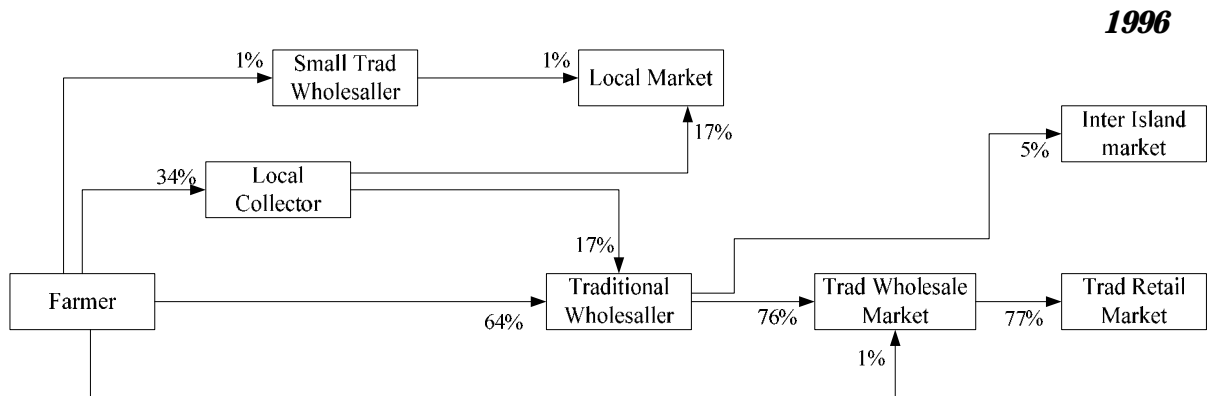 1996
1%
Small Trad
Wholesaller
1%
Local Market
17%
Inter Island
market
5%
34%
Local
Collector
17%
Farmer
64%
Traditional
Wholesaller
76%
Trad Wholesale
Market
77%
Trad Retail
Market
1%